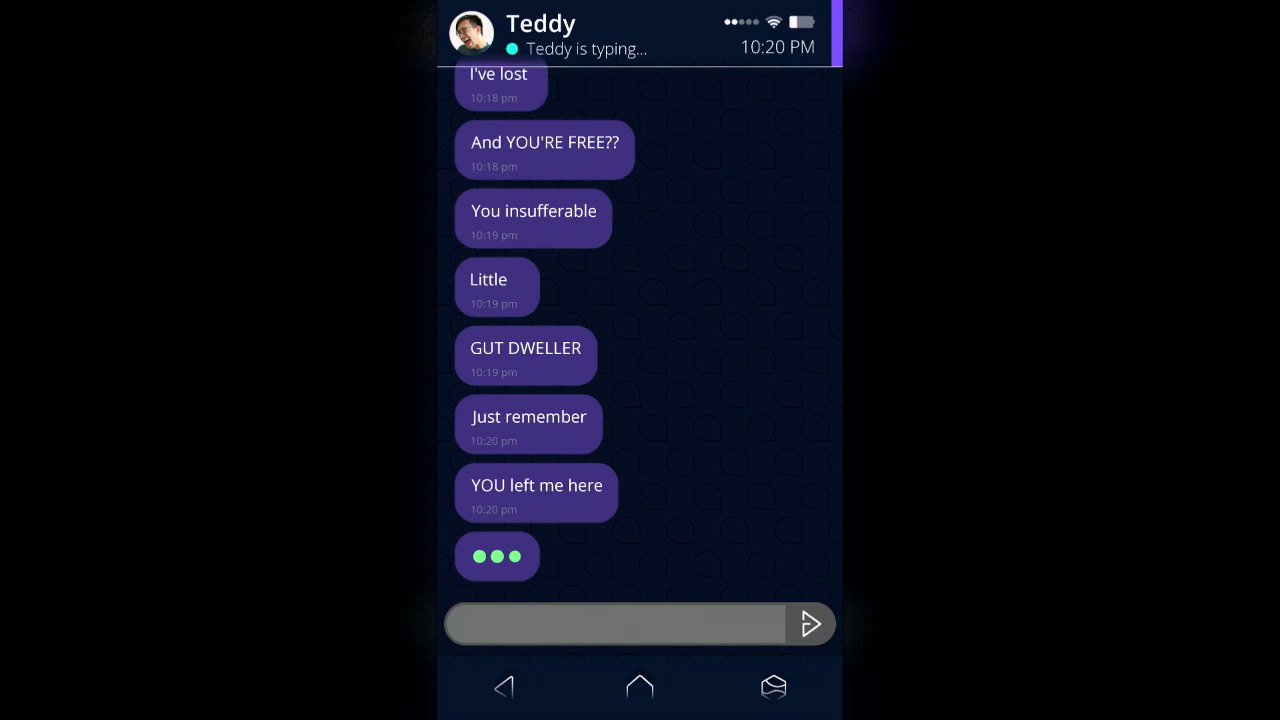 Teddy
Teddy is typing...
10:20 PM
I've lost
10:18 pm
And YOU'RE FREE??
10:18 pm
You insufferable
10:19 pm
Little
10:19 pm
GUT DWELLER
10:19 pm
Just remember
10:20 pm
YOU left me here
10:20 pm